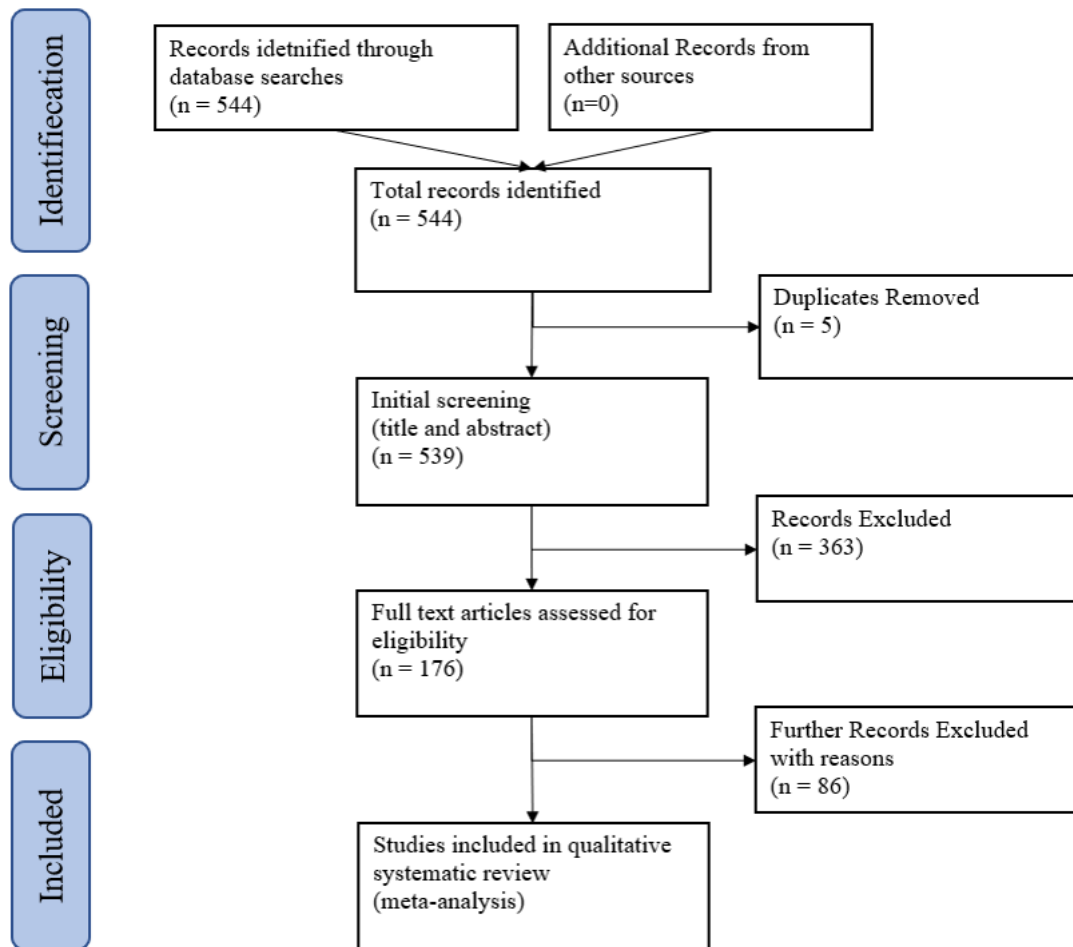 Identifiecation
Records idetnified through
database searches
(n = 544)
Additional Records from
other sources
(n=0)
Total records identified
(n = 544)
Screening
Duplicates Removed
(n = 5)
Initial screening
(title and abstract)
(n = 539)
Records Excluded
(n = 363)
Eligibility
Full text articles assessed for
eligibility
(n = 176)
Further Records Excluded
with reasons
(n = 86)
Included
Studies included in qualitative
systematic review
(meta-analysis)